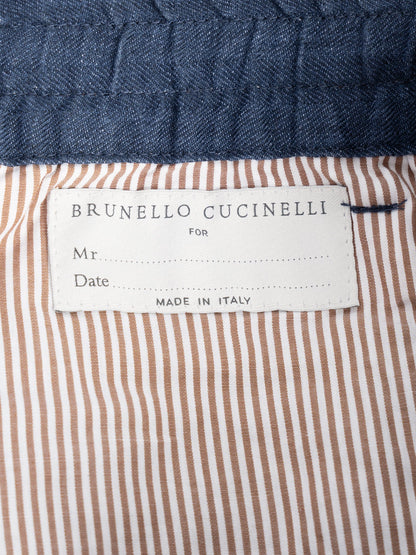 BRUNELLO CUCINELLI
FOR
Mr
Date
MADE IN ITALY